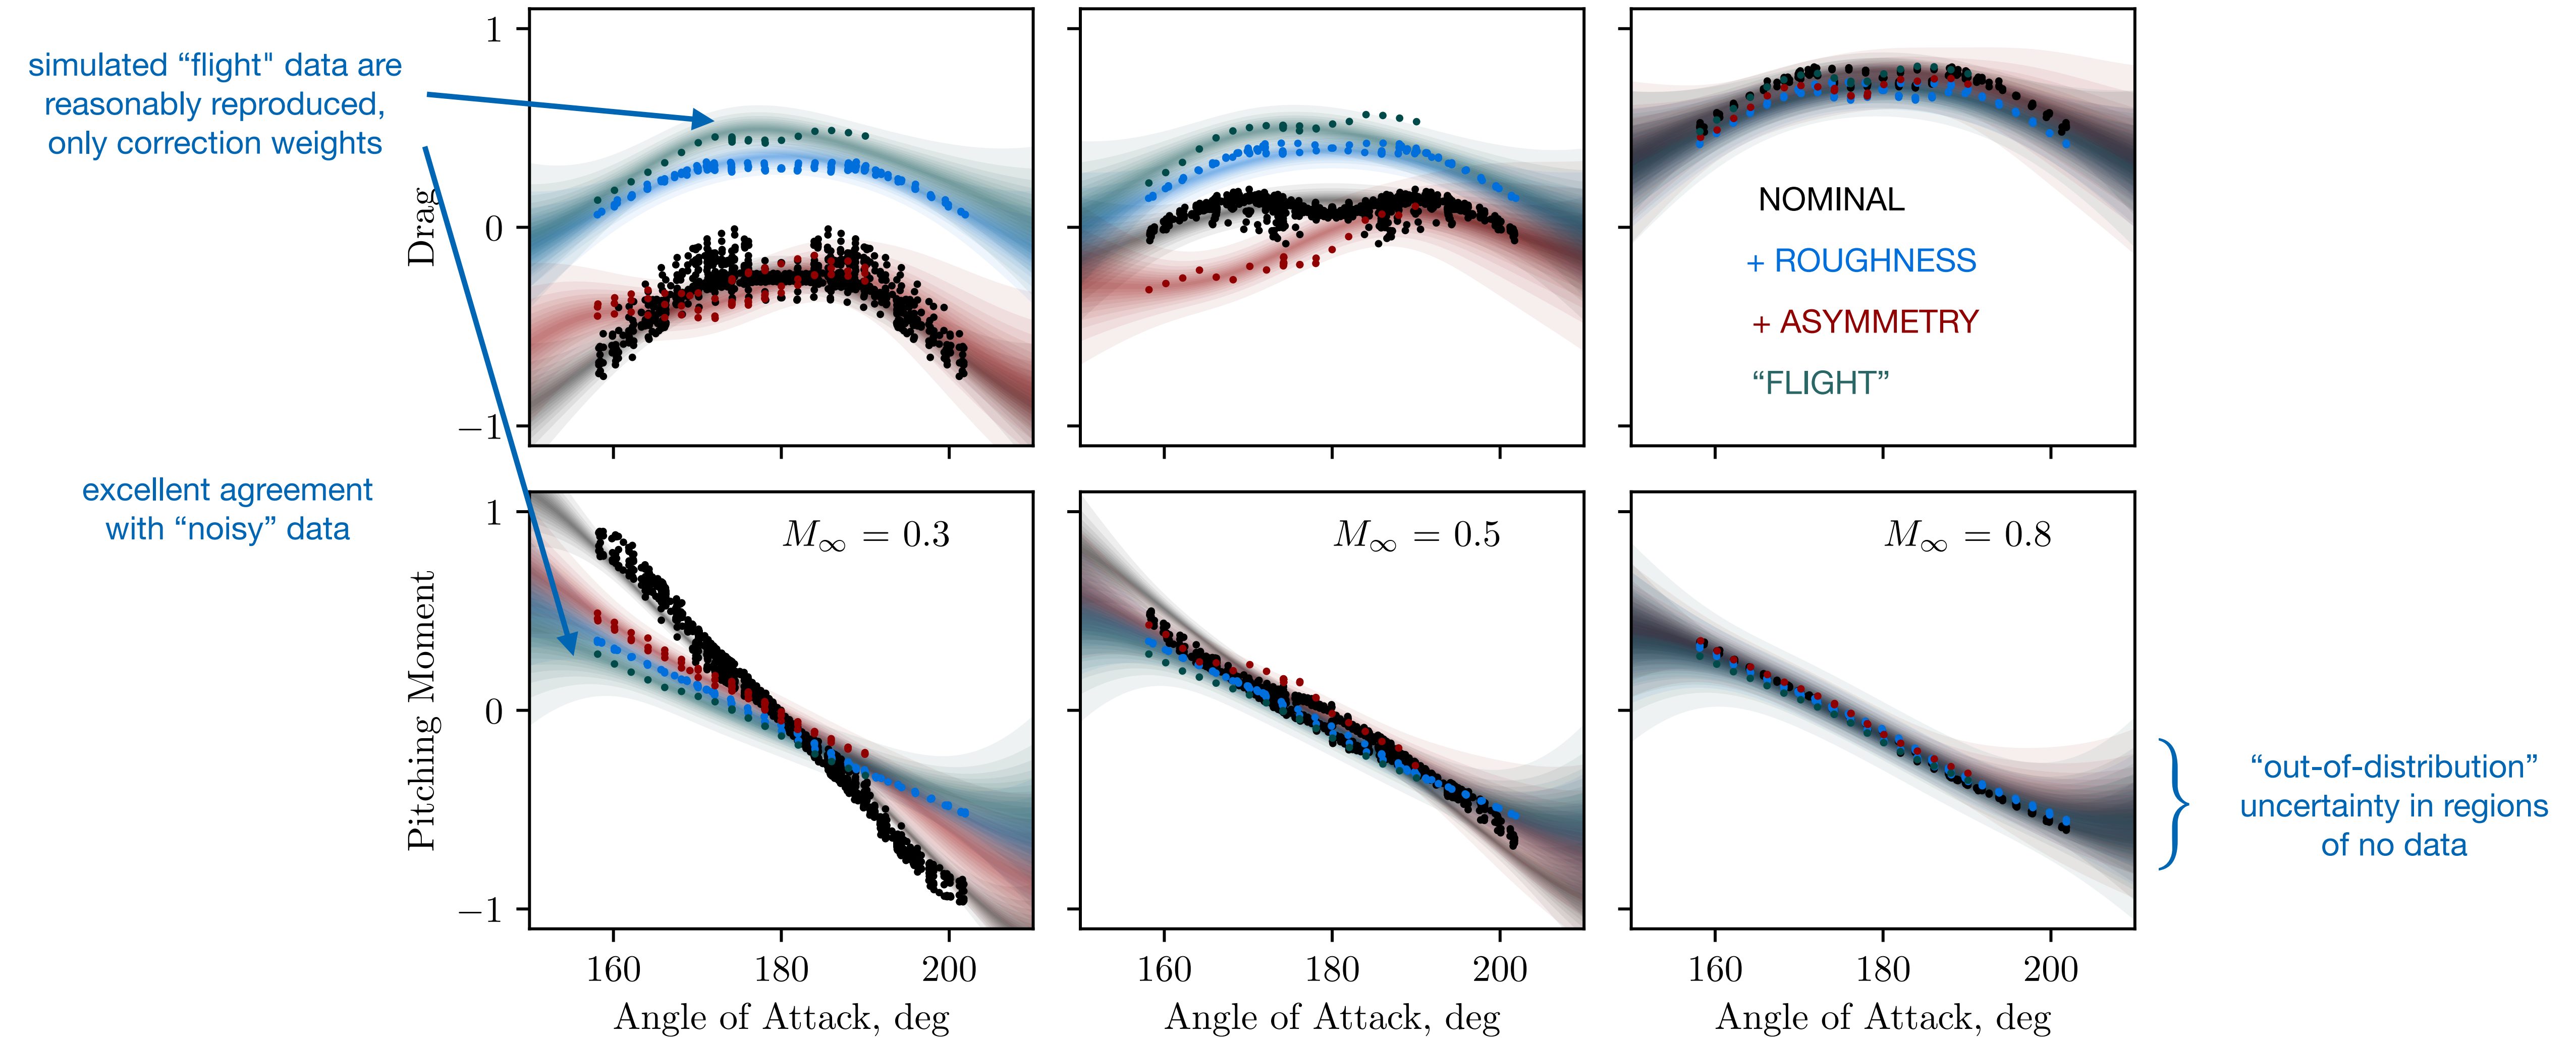 simulated “flight" data are
reasonably reproduced,
only correction weights
excellent agreement
with “noisy” data
Drag
1
0
−1
NOMINAL
+ ROUGHNESS
+ ASYMMETRY
“FLIGHT”
Pitching Moment
1
0
−1
M∞ = 0.3
M∞ = 0.5
M∞ = 0.8
“out-of-distribution”
uncertainty in regions
of no data
160 180 200
160 180 200
160 180 200
Angle of Attack, deg
Angle of Attack, deg
Angle of Attack, deg